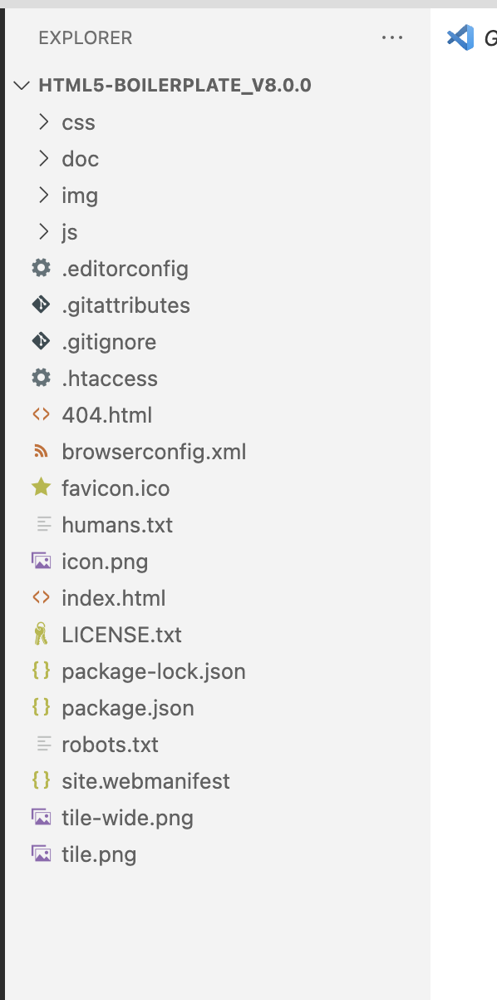 EXPLORER
HTML5-BOILERPLATE_V8.0.0
css
doc
img
js
.editorconfig
.gitattributes
.gitignore
.htaccess
404.html
browserconfig.xml
favicon.ico
humans.txt
icon.png
index.html
LICENSE.txt
package-lock.json
package.json
robots.txt
site.webmanifest
tile-wide.png
tile.png